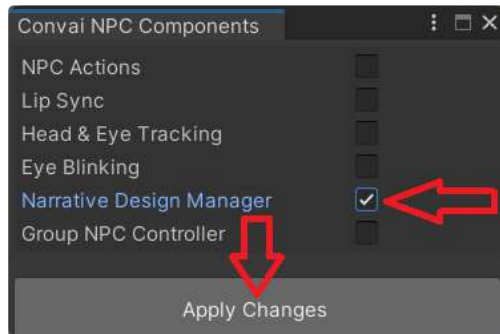 Convai NPC Components
NPC Actions
Lip Sync
Head & Eye Tracking
Eye Blinking
Narrative Design Manager
Group NPC Controller
Apply Changes